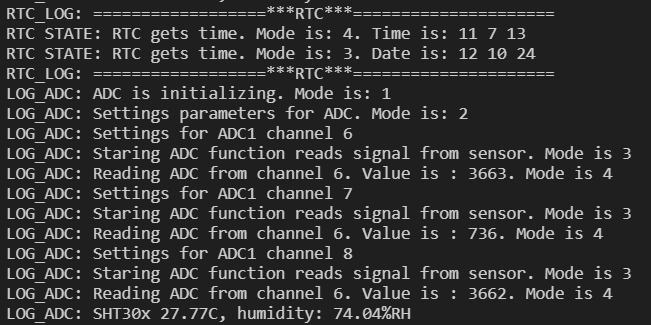 RTC_LOG: ==================***RTC***=====================
RTC STATE: RTC gets time. Mode is: 4. Time is: 11 7 13
RTC STATE: RTC gets time. Mode is: 3. Date is: 12 10 24
RTC_LOG: ==================***RTC***=====================
LOG_ADC: ADC is initializing. Mode is: 1
LOG_ADC: Settings parameters for ADC. Mode is: 2
LOG_ADC: Settings for ADC1 channel 6
LOG_ADC: Staring ADC function reads signal from sensor. Mode is 3
LOG_ADC: Reading ADC from channel 6. Value is : 3663. Mode is 4
LOG_ADC: Settings for ADC1 channel 7
LOG_ADC: Staring ADC function reads signal from sensor. Mode is 3
LOG_ADC: Reading ADC from channel 6. Value is : 736. Mode is 4
LOG_ADC: Settings for ADC1 channel 8
LOG_ADC: Staring ADC function reads signal from sensor. Mode is 3
LOG_ADC: Reading ADC from channel 6. Value is : 3662. Mode is 4
LOG_ADC: SHT30x 27.77C, humidity: 74.04%RH